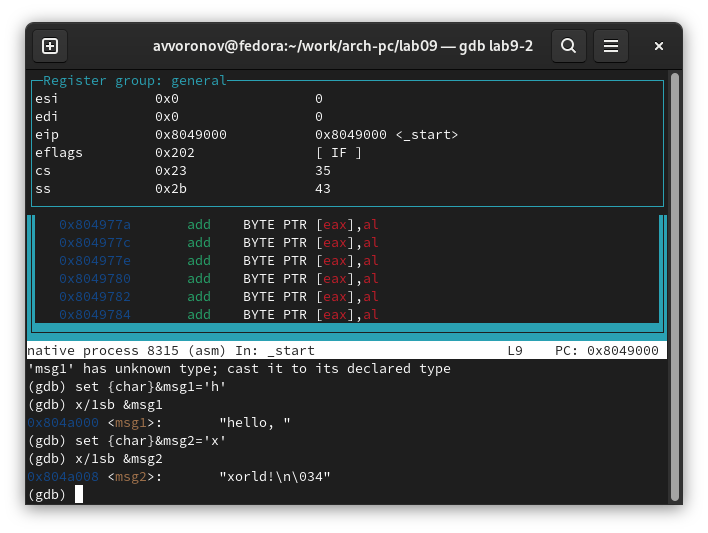 avvoronov@fedora:~/work/arch-pc/lab09 — gdb lab9-2
Register group: general
esi 0x0 0
edi 0x0 0
eip 0x8049000 0x8049000 <_start>
eflags 0x202 [ IF ]
cs 0x23 35
ss 0x2b 43
0x804977a add BYTE PTR [eax],al
0x804977c add BYTE PTR [eax],al
0x804977e add BYTE PTR [eax],al
0x8049780 add BYTE PTR [eax],al
0x8049782 add BYTE PTR [eax],al
0x8049784 add BYTE PTR [eax],al
native process 8315 (asm) In: _start L9 PC: 0x8049000
'msg1' has unknown type; cast it to its declared type
(gdb) set {char}&msg1='h'
(gdb) x/1sb &msg1
0x804a000 <msg1>: "hello, "
(gdb) set {char}&msg2='x'
(gdb) x/1sb &msg2
0x804a008 <msg2>: "xorld!\n\034"
(gdb)